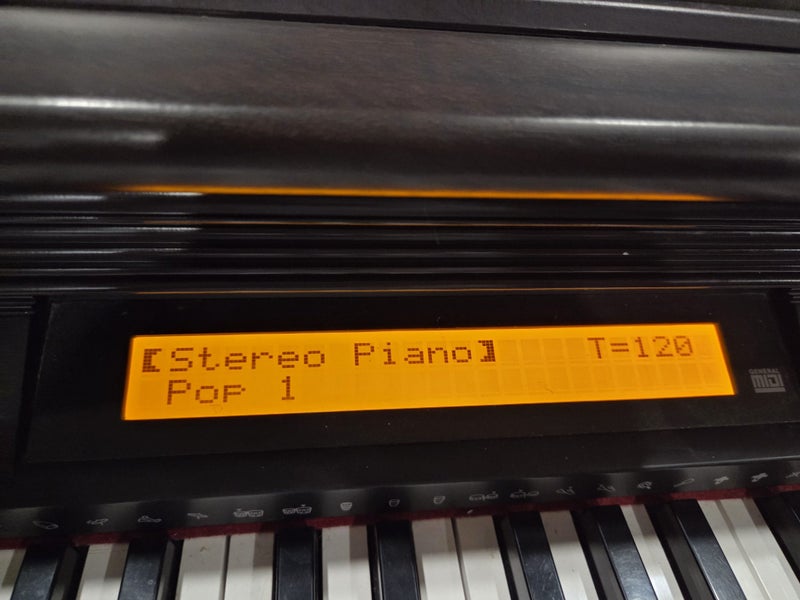 【Stereo Piano】 T=120
Pop 1
GENERAL
MIDI